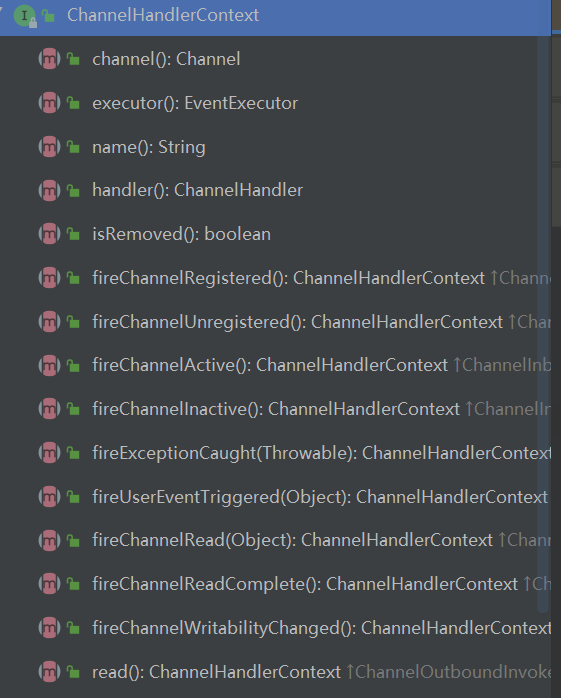 ChannelHandlerContext
channel(): Channel
executor(): EventExecutor
name(): String
handler(): ChannelHandler
isRemoved(): boolean
fireChannelRegistered(): ChannelHandlerContext ↑Chann
fireChannelUnregistered(): ChannelHandlerContext ↑Cha
fireChannelActive(): ChannelHandlerContext ↑ChannelInb
fireChannelInactive(): ChannelHandlerContext ↑ChannelIn
fireExceptionCaught(Throwable): ChannelHandlerContext
fireUserEventTriggered(Object): ChannelHandlerContext
fireChannelRead(Object): ChannelHandlerContext ↑Chann
fireChannelReadComplete(): ChannelHandlerContext ↑Ch
fireChannelWritabilityChanged(): ChannelHandlerContext
read(): ChannelHandlerContext ↑ChannelOutboundInvoke